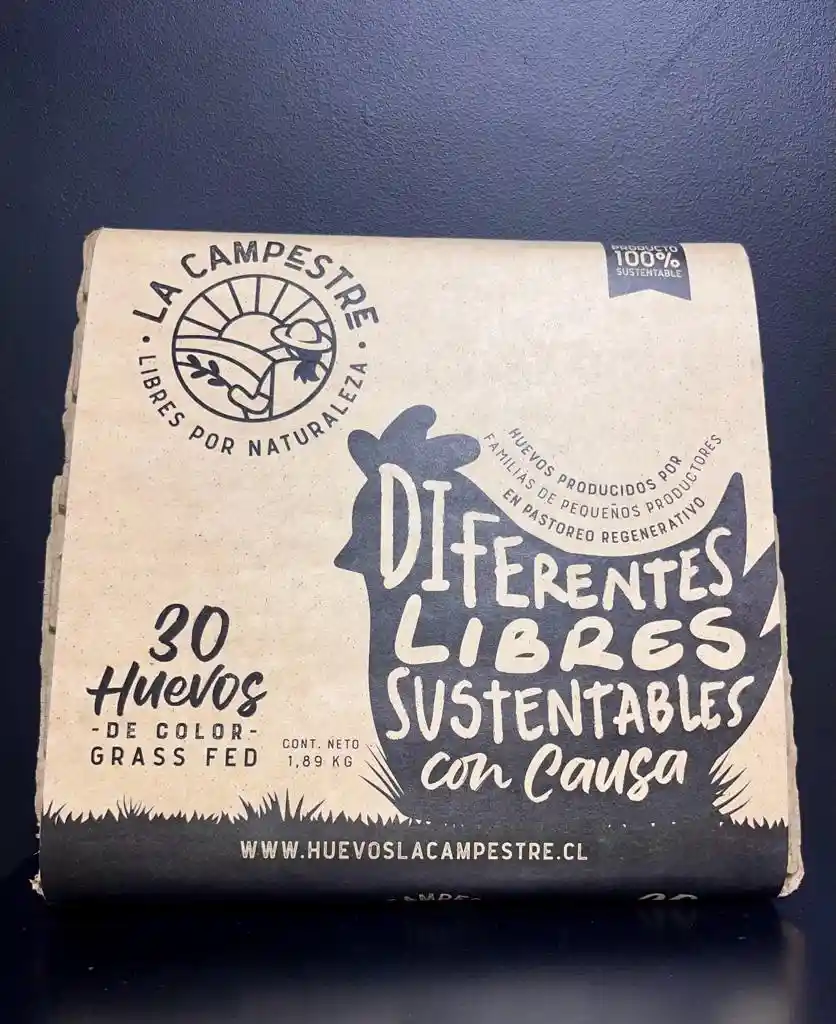 LA CAMPESTRE
• LIBRES POR NATURALEZA •
PRODUCTO
100%
SUSTENTABLE
HUEVOS PRODUCIDOS POR
FAMILIAS DE PEQUEÑOS PRODUCTORES
EN PASTOREO REGENERATIVO
DIFERENTES
LIBRES
SUSTENTABLES
con Causa
30
Huevos
-DE COLOR-
GRASS FED
CONT. NETO
1,89 KG
WWW.HUEVOSLACAMPESTRE.CL